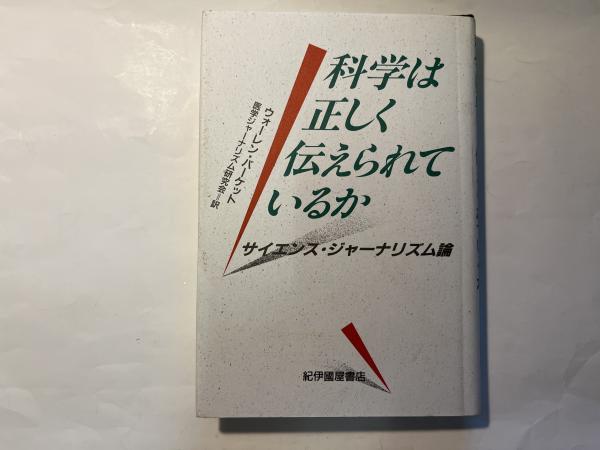 科学は
正しく
伝えられて
いるか
サイエンス・ジャーナリズム論
ウォーレン・バーケット
医学ジャーナリズム研究会=訳
紀伊國屋書店